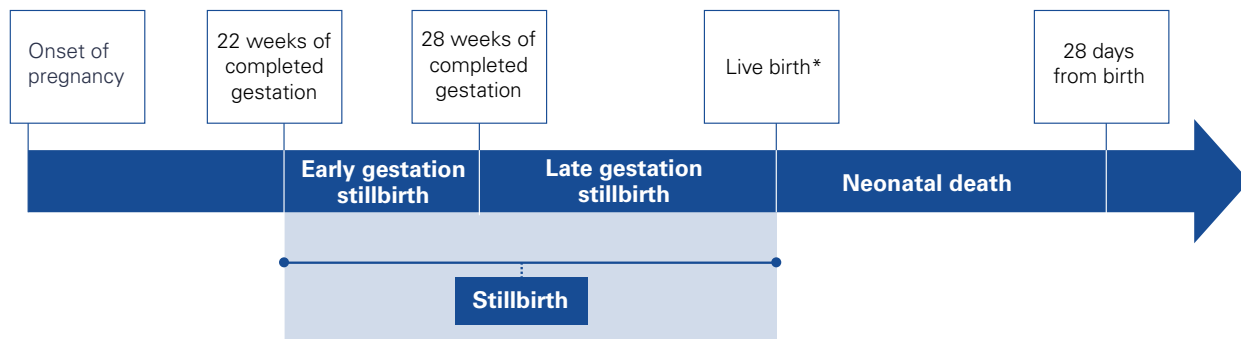 Onset of
pregnancy
22 weeks of
completed
gestation
28 weeks of
completed
gestation
Live birth*
28 days
from birth
Early gestation
stillbirth
Late gestation
stillbirth
Neonatal death
Stillbirth